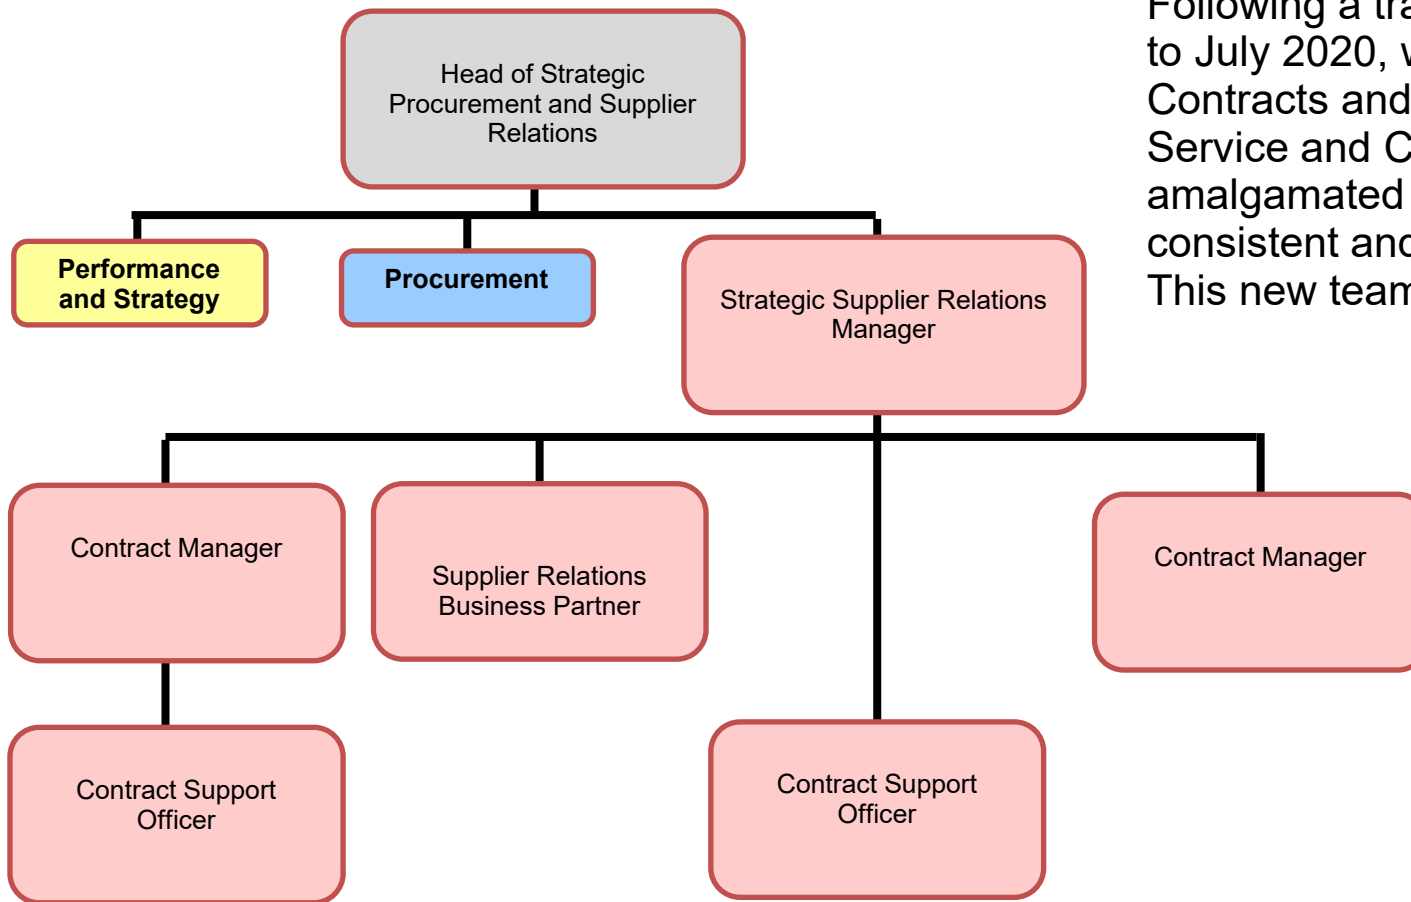 Head of Strategic
Procurement and Supplier
Relations
Performance
and Strategy
Procurement
Strategic Supplier Relations
Manager
Contract Manager
Supplier Relations
Business Partner
Contract Manager
Contract Support
Officer
Contract Support
Officer
Following a
to July 2020,
Contracts and
Service and
amalgamated
consistent
This new